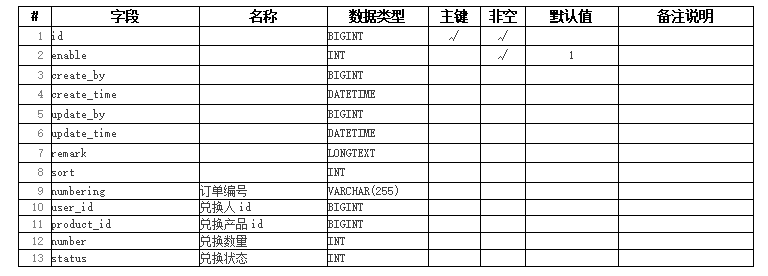 # 字段 名称 数据类型 主键 非空 默认值 备注说明
1 id BIGINT √ √
2 enable INT √ 1
3 create_by BIGINT
4 create_time DATETIME
5 update_by BIGINT
6 update_time DATETIME
7 remark LONGTEXT
8 sort INT
9 numbering 订单编号 VARCHAR(255)
10 user_id 兑换人id BIGINT
11 product_id 兑换产品id BIGINT
12 number 兑换数量 INT
13 status 兑换状态 INT